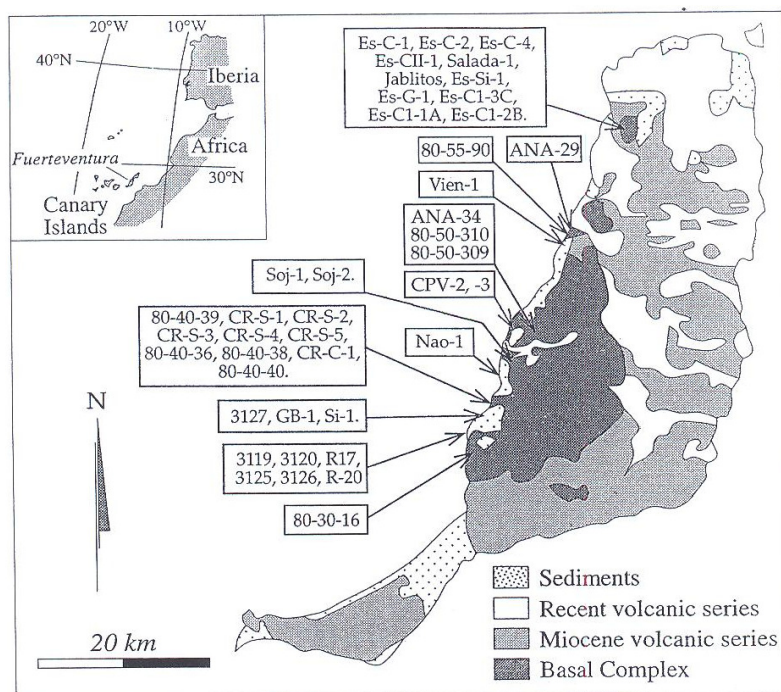 20°W 10°W
40°N
Iberia
Africa
Fuerteventura
30°N
Canary
Islands
Es-C-1, Es-C-2, Es-C-4,
Es-CII-1, Salada-1,
Jablitos, Es-Si-1,
Es-G-1, Es-C1-3C,
Es-C1-1A, Es-C1-2B.
80-55-90
ANA-29
Vien-1
ANA-34
80-50-310
80-50-309
Soj-1, Soj-2.
CPV-2, -3
80-40-39, CR-S-1, CR-S-2,
CR-S-3, CR-S-4, CR-S-5,
80-40-36, 80-40-38, CR-C-1,
80-40-40.
Nao-1
N
3127, GB-1, Si-1.
3119, 3120, R17,
3125, 3126, R-20
80-30-16
Sediments
Recent volcanic series
Miocene volcanic series
Basal Complex
20 km